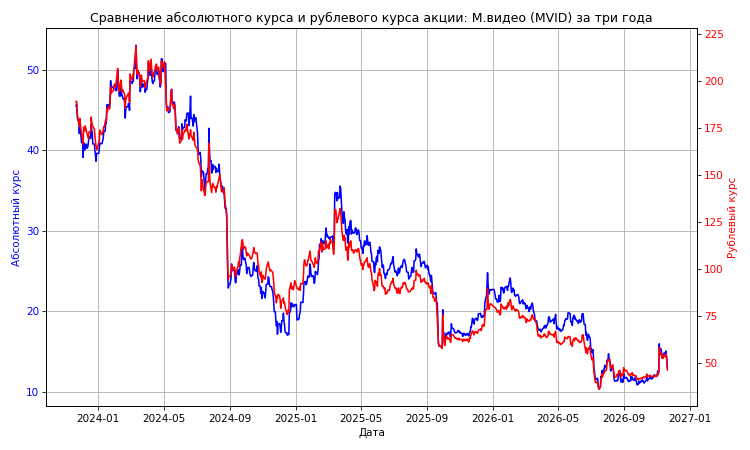 Сравнение абсолютного курса и рублевого курса акции: М.видео (MVID) за три года
Абсолютный курс
50
40
30
20
10
225
200
175
150
125
100
75
50
Рублевый курс
2024-01 2024-05 2024-09 2025-01 2025-05 2025-09 2026-01 2026-05 2026-09 2027-01
Дата